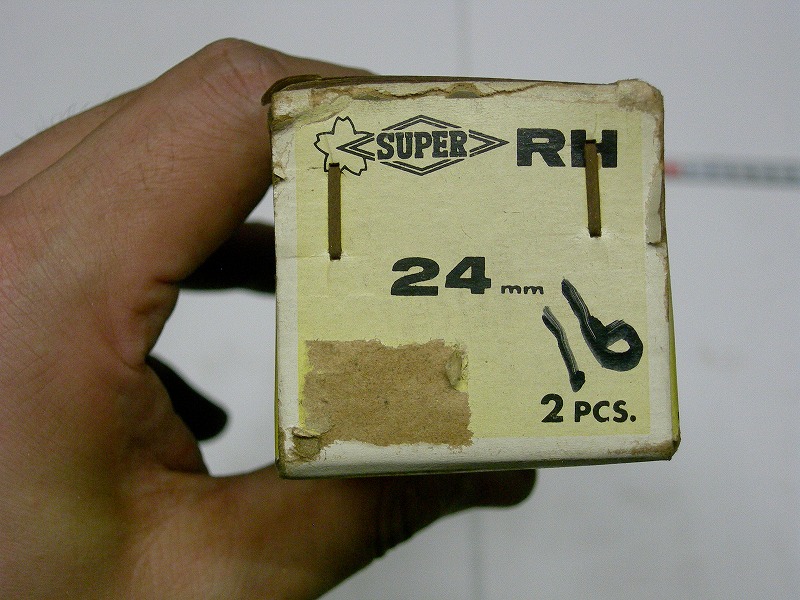 SUPER RH
24 mm
16
2 PCS.